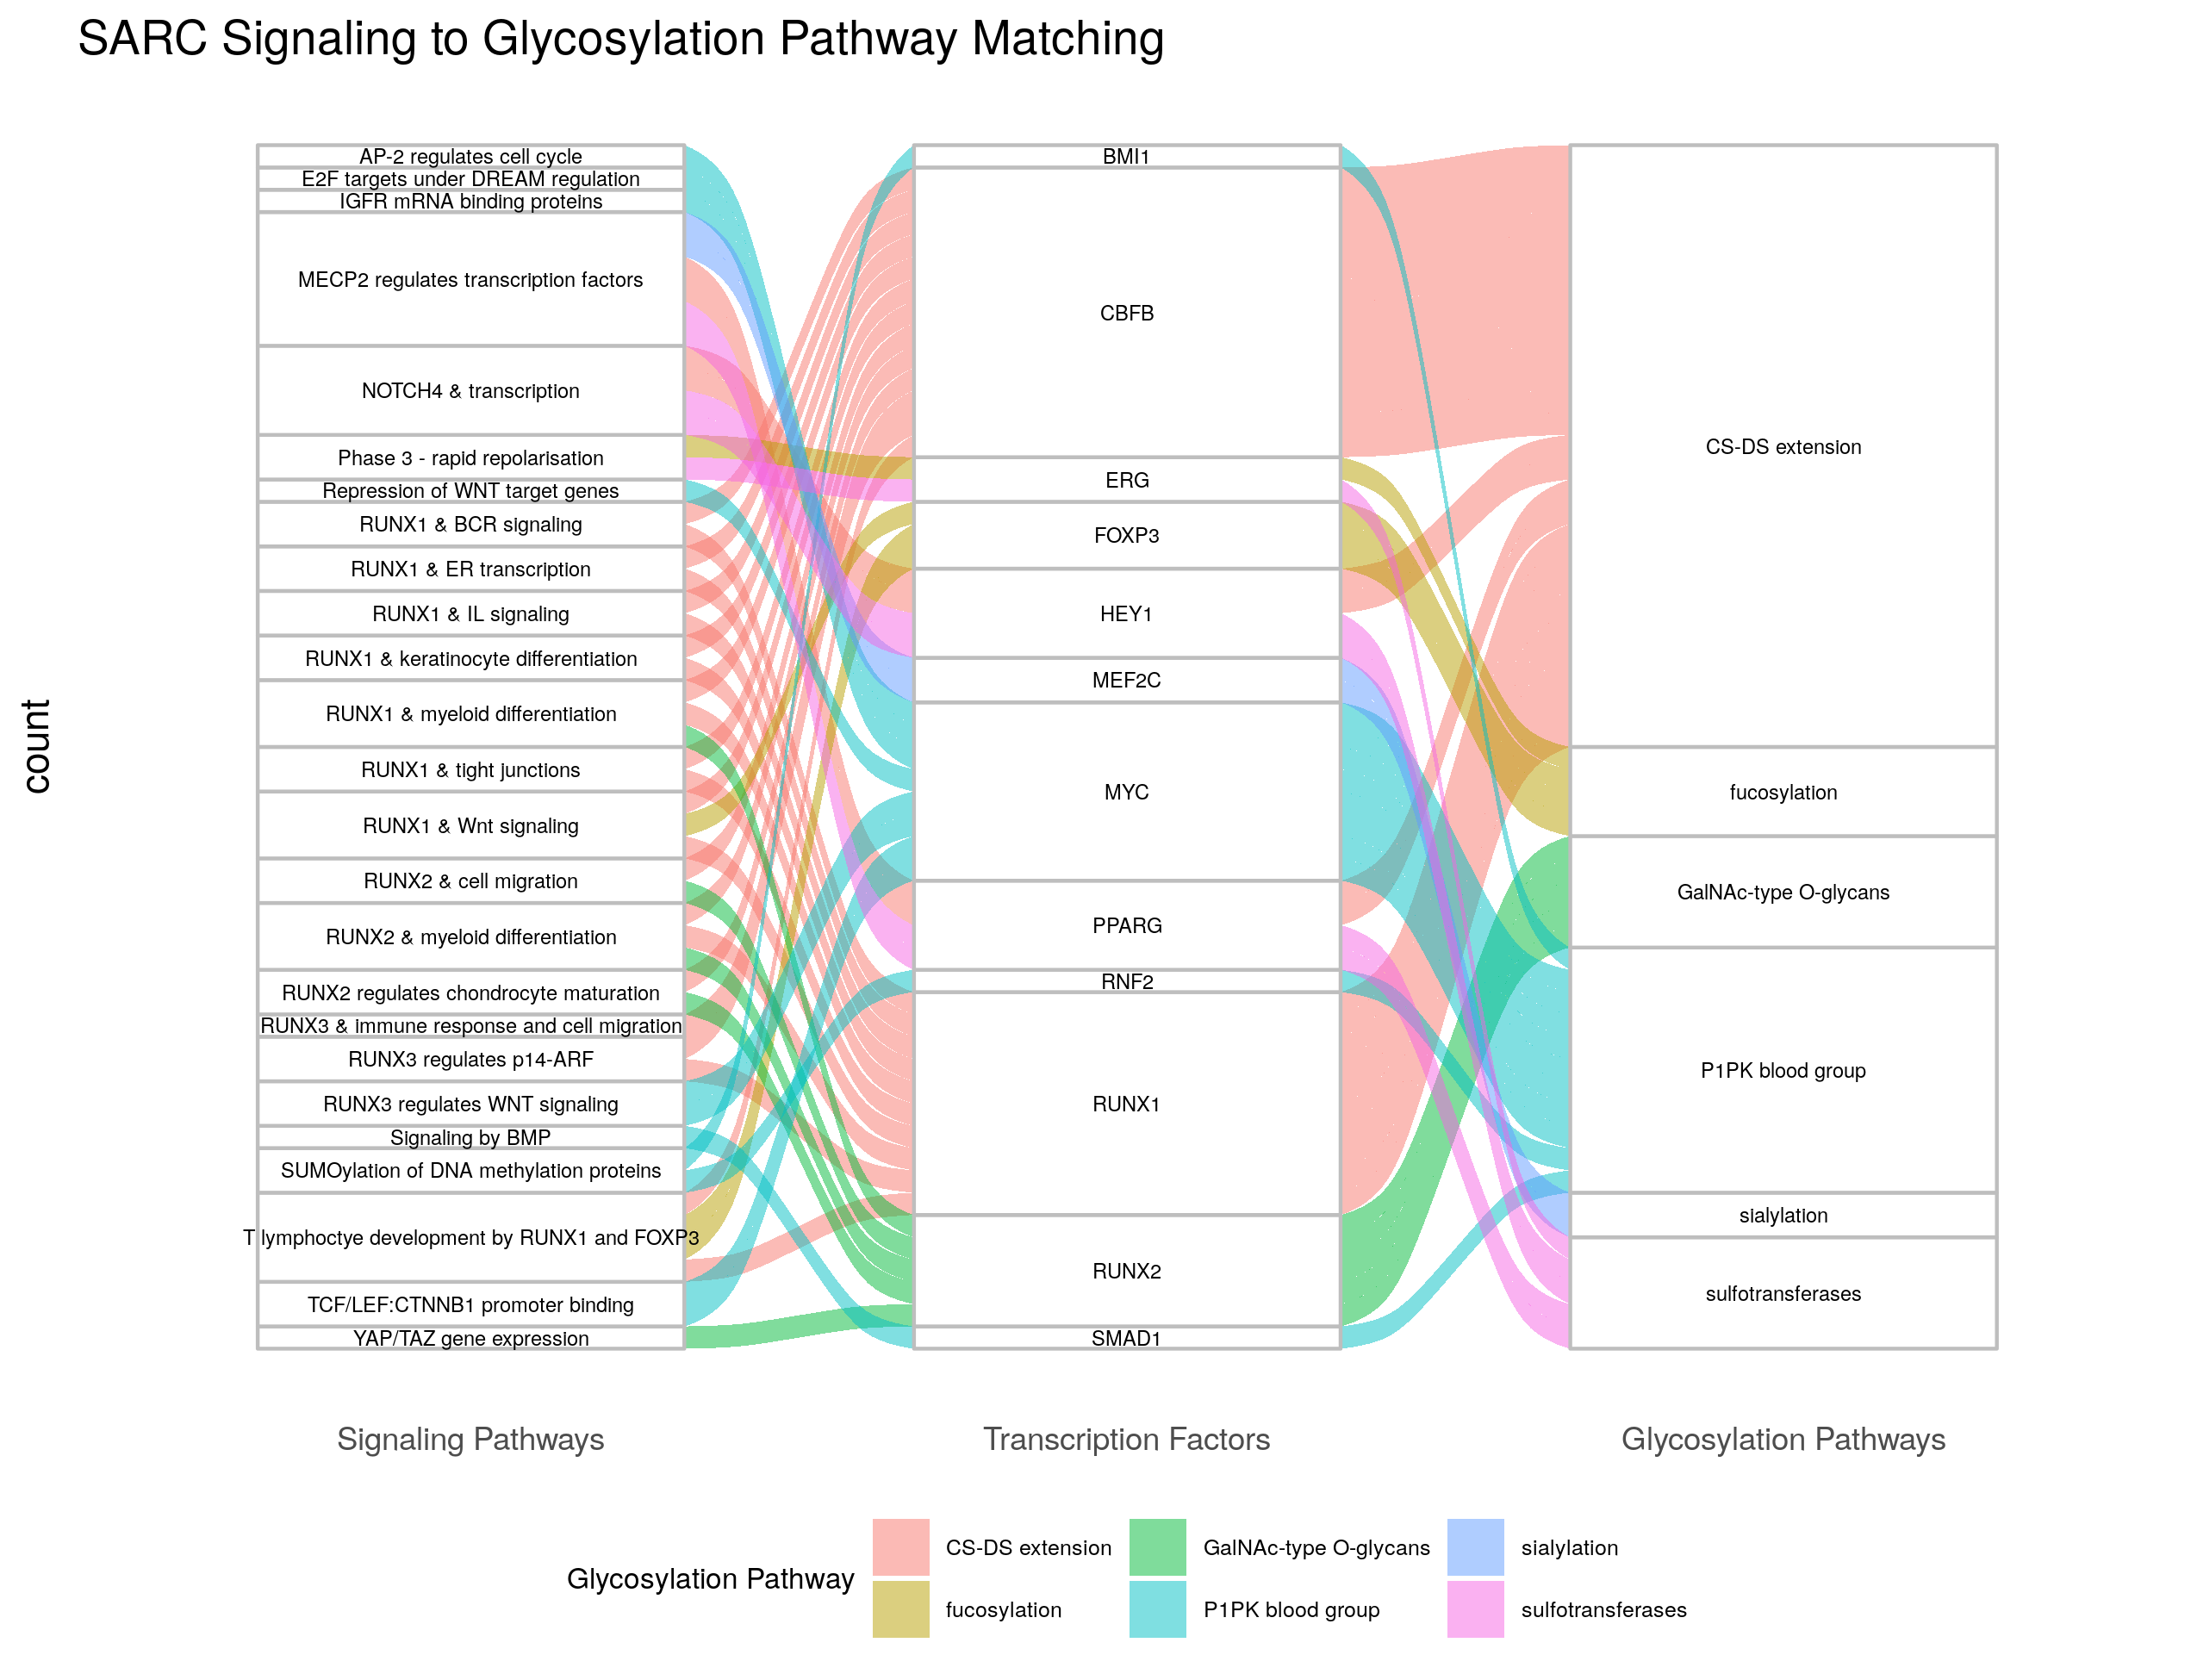 SARC Signaling to Glycosylation Pathway Matching
count
AP-2 regulates cell cycle
E2F targets under DREAM regulation
IGFR mRNA binding proteins
MECP2 regulates transcription factors
NOTCH4 & transcription
Phase 3 - rapid repolarisation
Repression of WNT target genes
RUNX1 & BCR signaling
RUNX1 & ER transcription
RUNX1 & IL signaling
RUNX1 & keratinocyte differentiation
RUNX1 & myeloid differentiation
RUNX1 & tight junctions
RUNX1 & Wnt signaling
RUNX2 & cell migration
RUNX2 & myeloid differentiation
RUNX2 regulates chondrocyte maturation
RUNX3 & immune response and cell migration
RUNX3 regulates p14-ARF
RUNX3 regulates WNT signaling
Signaling by BMP
SUMOylation of DNA methylation proteins
T lymphoctye development by RUNX1 and FOXP3
TCF/LEF:CTNNB1 promoter binding
YAP/TAZ gene expression
BMI1
CBFB
ERG
FOXP3
HEY1
MEF2C
MYC
PPARG
RNF2
RUNX1
RUNX2
SMAD1
CS-DS extension
fucosylation
GalNAc-type O-glycans
P1PK blood group
sialylation
sulfotransferases
Signaling Pathways
Transcription Factors
Glycosylation Pathways
Glycosylation Pathway
CS-DS extension
fucosylation
GalNAc-type O-glycans
P1PK blood group
sialylation
sulfotransferases